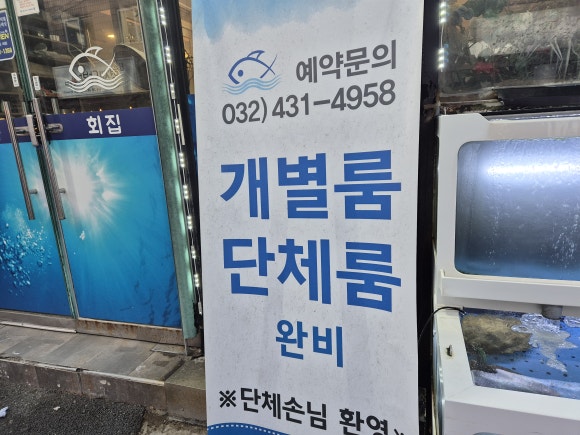 예약문의
032) 431-4958
개별룸
단체룸
완비
※단체손님 환영※
회집